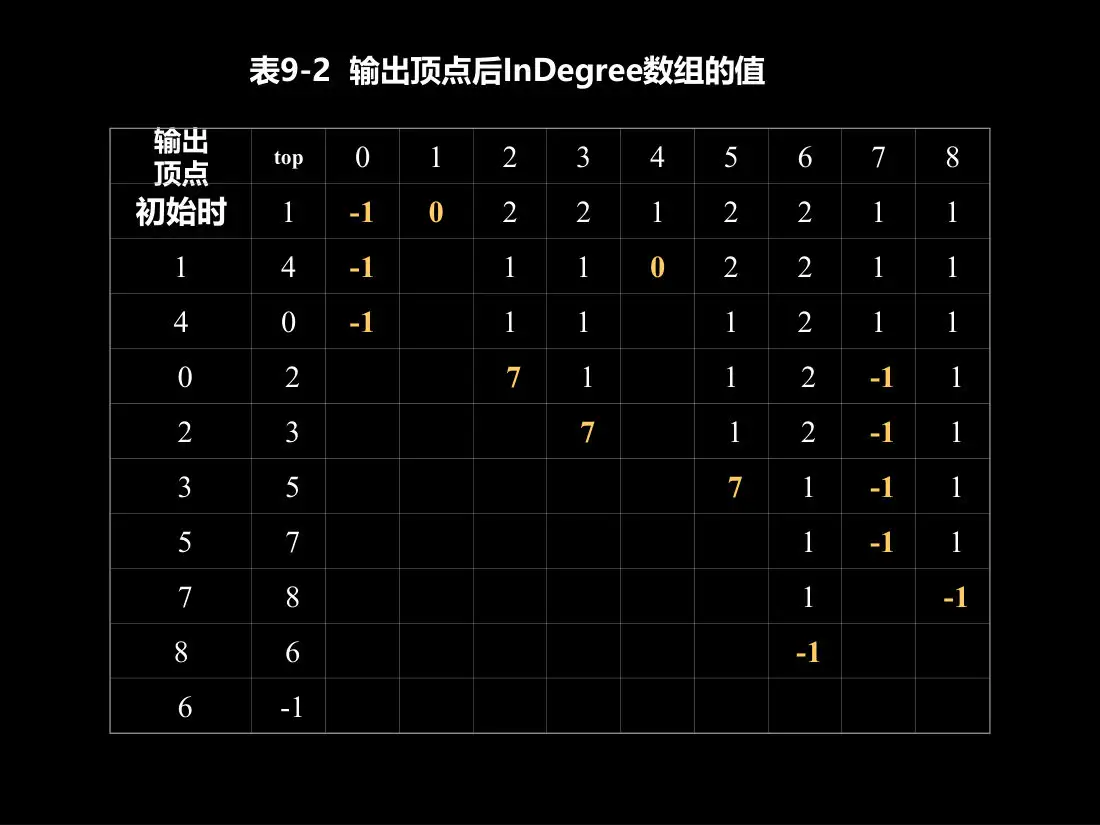 表9-2 输出顶点后InDegree数组的值
输出
顶点 top 0 1 2 3 4 5 6 7 8
初始时 1 -1 0 2 2 1 2 2 1 1
1 4 -1 1 1 0 2 2 1 1
4 0 -1 1 1 1 2 1 1
0 2 7 1 1 2 -1 1
2 3 7 1 2 -1 1
3 5 7 1 -1 1
5 7 1 -1 1
7 8 1 -1
8 6 -1
6 -1